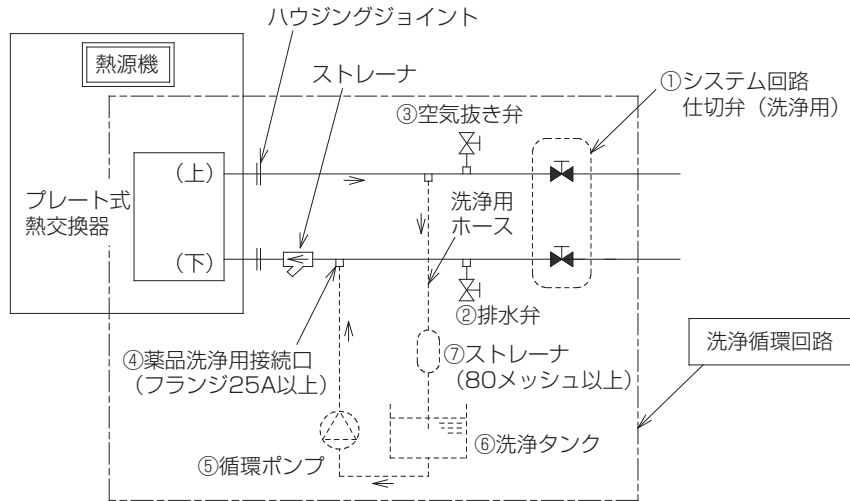 ハウジングジョイント
熱源機
ストレーナ
①システム回路
仕切弁（洗浄用）
③空気抜き弁
（上）
プレート式
熱交換器
洗浄用
ホース
（下）
②排水弁
④薬品洗浄用接続口
（フランジ25A以上）
⑦ストレーナ
（80メッシュ以上）
洗浄循環回路
⑥洗浄タンク
⑤循環ポンプ